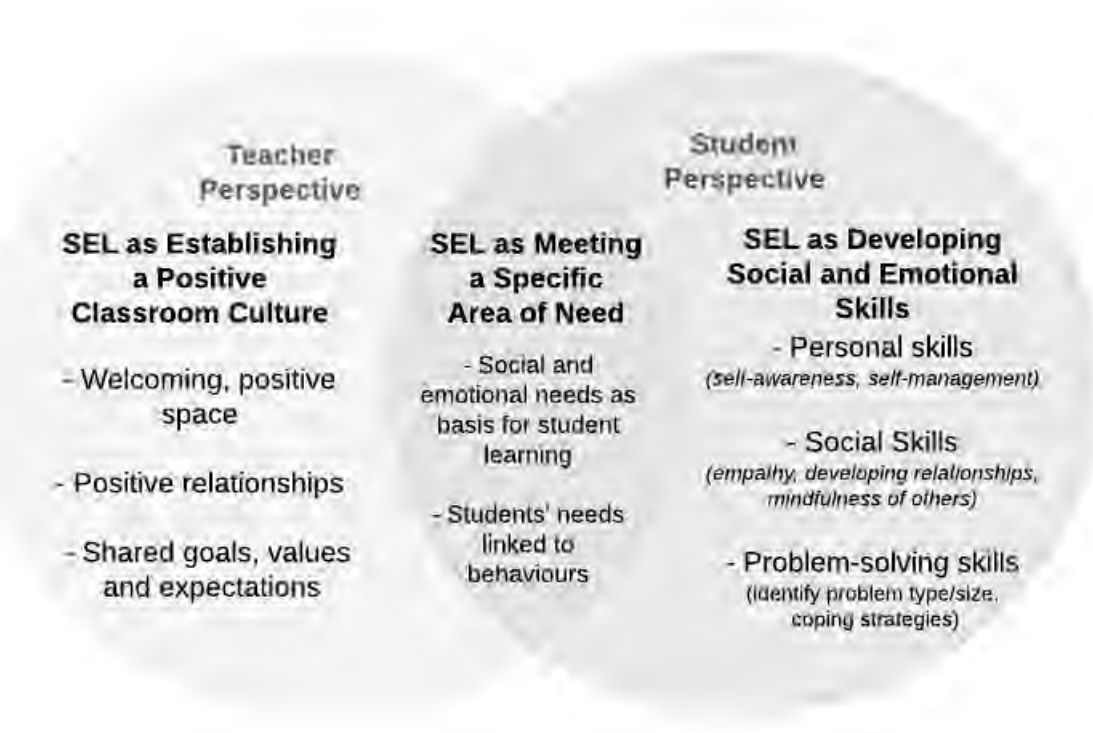 Teacher
Perspective
SEL as Establishing
a Positive
Classroom Culture
- Welcoming, positive
space
- Positive relationships
- Shared goals, values
and expectations
SEL as Meeting
a Specific
Area of Need
- Social and
emotional needs as
basis for student
learning
- Students' needs
linked to
behaviours
Student
Perspective
SEL as Developing
Social and Emotional
Skills
- Personal skills
(self-awareness, self-management)
- Social Skills
(empathy, developing relationships,
mindfulness of others)
- Problem-solving skills
(identify problem type/size,
coping strategies)